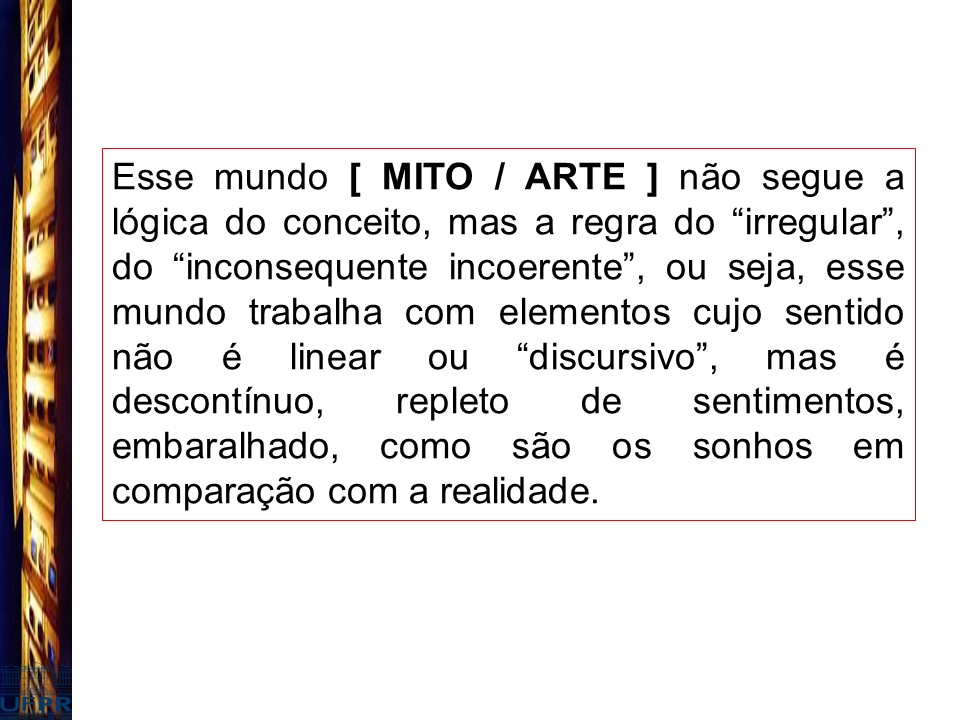 Esse mundo [ MITO / ARTE ] não segue a
lógica do conceito, mas a regra do “irregular”,
do “inconsequente incoerente”, ou seja, esse
mundo trabalha com elementos cujo sentido
não é linear ou “discursivo”, mas é
descontínuo, repleto de sentimentos,
embaralhado, como são os sonhos em
comparação com a realidade.
UFPR